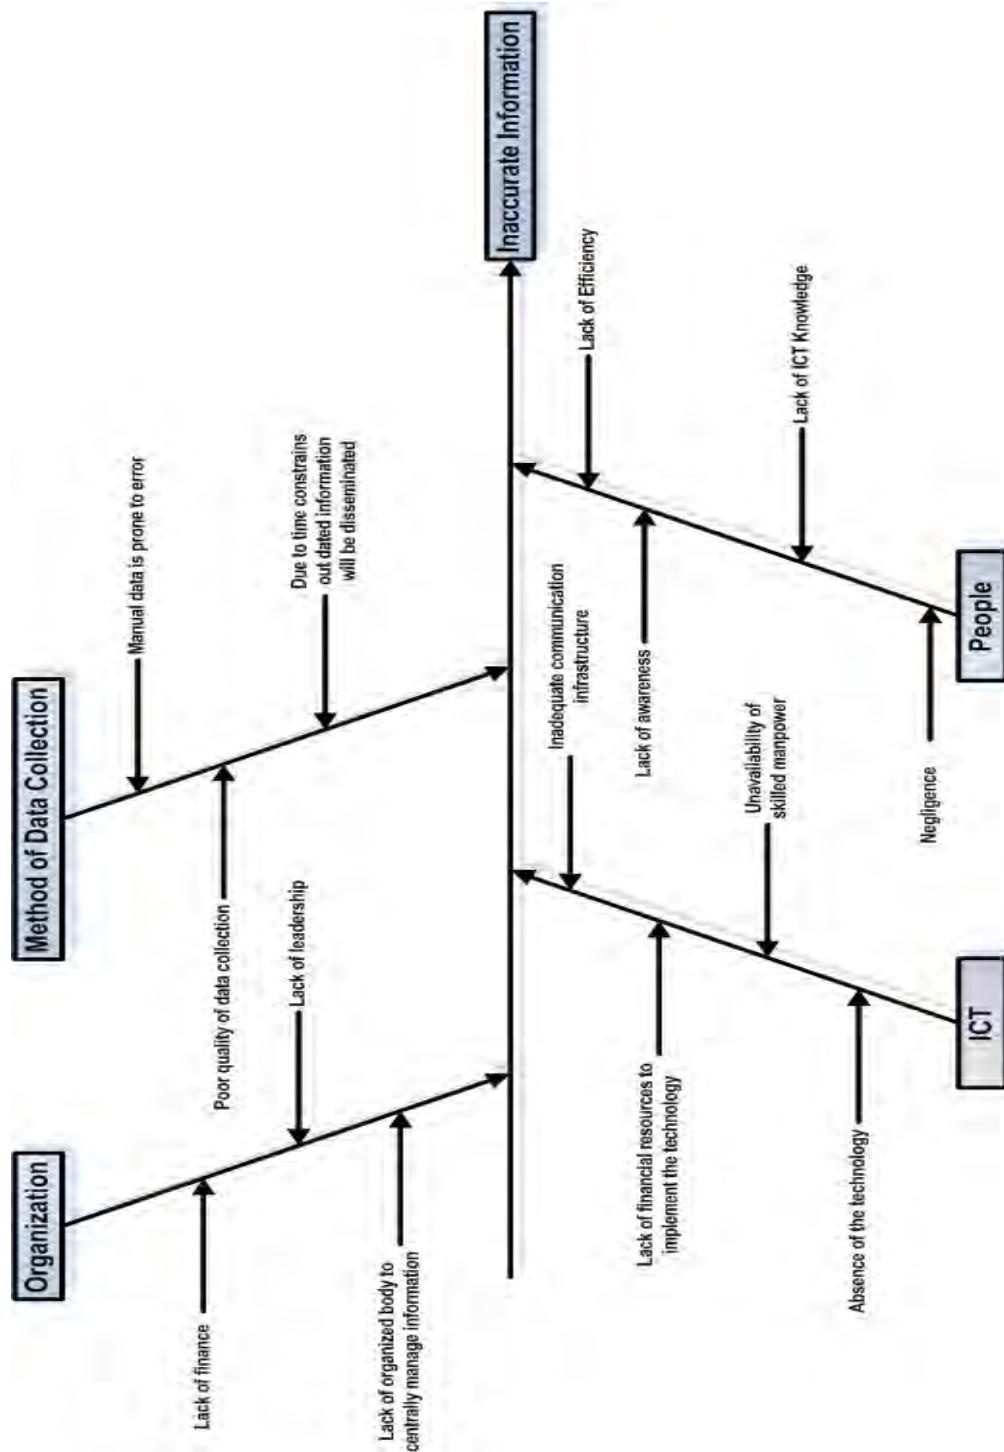 Organization
Method of Data Collection
Manual data is prone to error
Lack of finance
Poor quality of data collection
Lack of leadership
Due to time constrains
out dated information
will be disseminated
Lack of organized body to
centrally manage information
Inaccurate Information
Inadequate communication
infrastructure
Lack of Efficiency
Lack of financial resources to
implement the technology
Lack of awareness
Unavailability of
skilled manpower
Lack of ICT Knowledge
Absence of the technology
Negligence
ICT
People